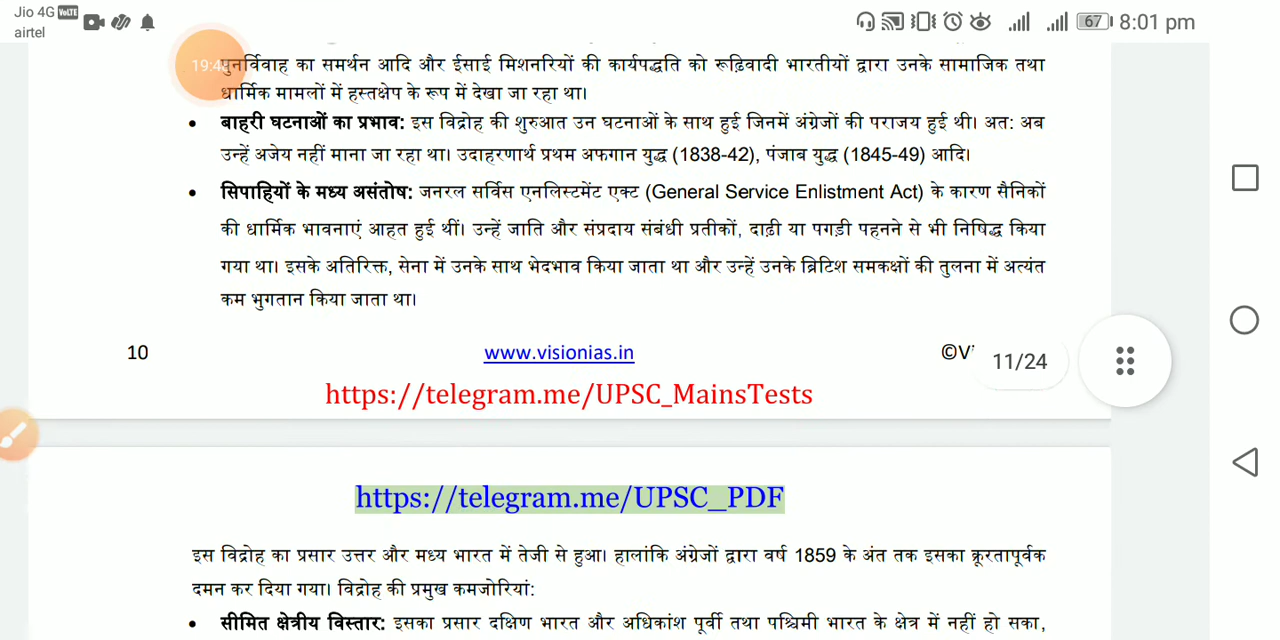 Jio 4G VoLTE
airtel
67 8:01 pm
पुनर्विवाह का समर्थन आदि और ईसाई मिशनरियों की कार्यपद्धति को रूढ़िवादी भारतीयों द्वारा उनके सामाजिक तथा
धार्मिक मामलों में हस्तक्षेप के रूप में देखा जा रहा था।
• बाहरी घटनाओं का प्रभाव: इस विद्रोह की शुरुआत उन घटनाओं के साथ हुई जिनमें अंग्रेजों की पराजय हुई थी। अत: अब
उन्हें अजेय नहीं माना जा रहा था। उदाहरणार्थ प्रथम अफगान युद्ध (1838-42), पंजाब युद्ध (1845-49) आदि।
• सिपाहियों के मध्य असंतोष: जनरल सर्विस एनलिस्टमेंट एक्ट (General Service Enlistment Act) के कारण सैनिकों
की धार्मिक भावनाएं आहत हुई थीं। उन्हें जाति और संप्रदाय संबंधी प्रतीकों, दाढ़ी या पगड़ी पहनने से भी निषिद्ध किया
गया था। इसके अतिरिक्त, सेना में उनके साथ भेदभाव किया जाता था और उन्हें उनके ब्रिटिश समकक्षों की तुलना में अत्यंत
कम भुगतान किया जाता था।
10 www.visionias.in ©V 11/24
https://telegram.me/UPSC_MainsTests
https://telegram.me/UPSC_PDF
इस विद्रोह का प्रसार उत्तर और मध्य भारत में तेजी से हुआ। हालांकि अंग्रेजों द्वारा वर्ष 1859 के अंत तक इसका क्रूरतापूर्वक
दमन कर दिया गया। विद्रोह की प्रमुख कमजोरियां:
• सीमित क्षेत्रीय विस्तार: इसका प्रसार दक्षिण भारत और अधिकांश पूर्वी तथा पश्चिमी भारत के क्षेत्र में नहीं हो सका,